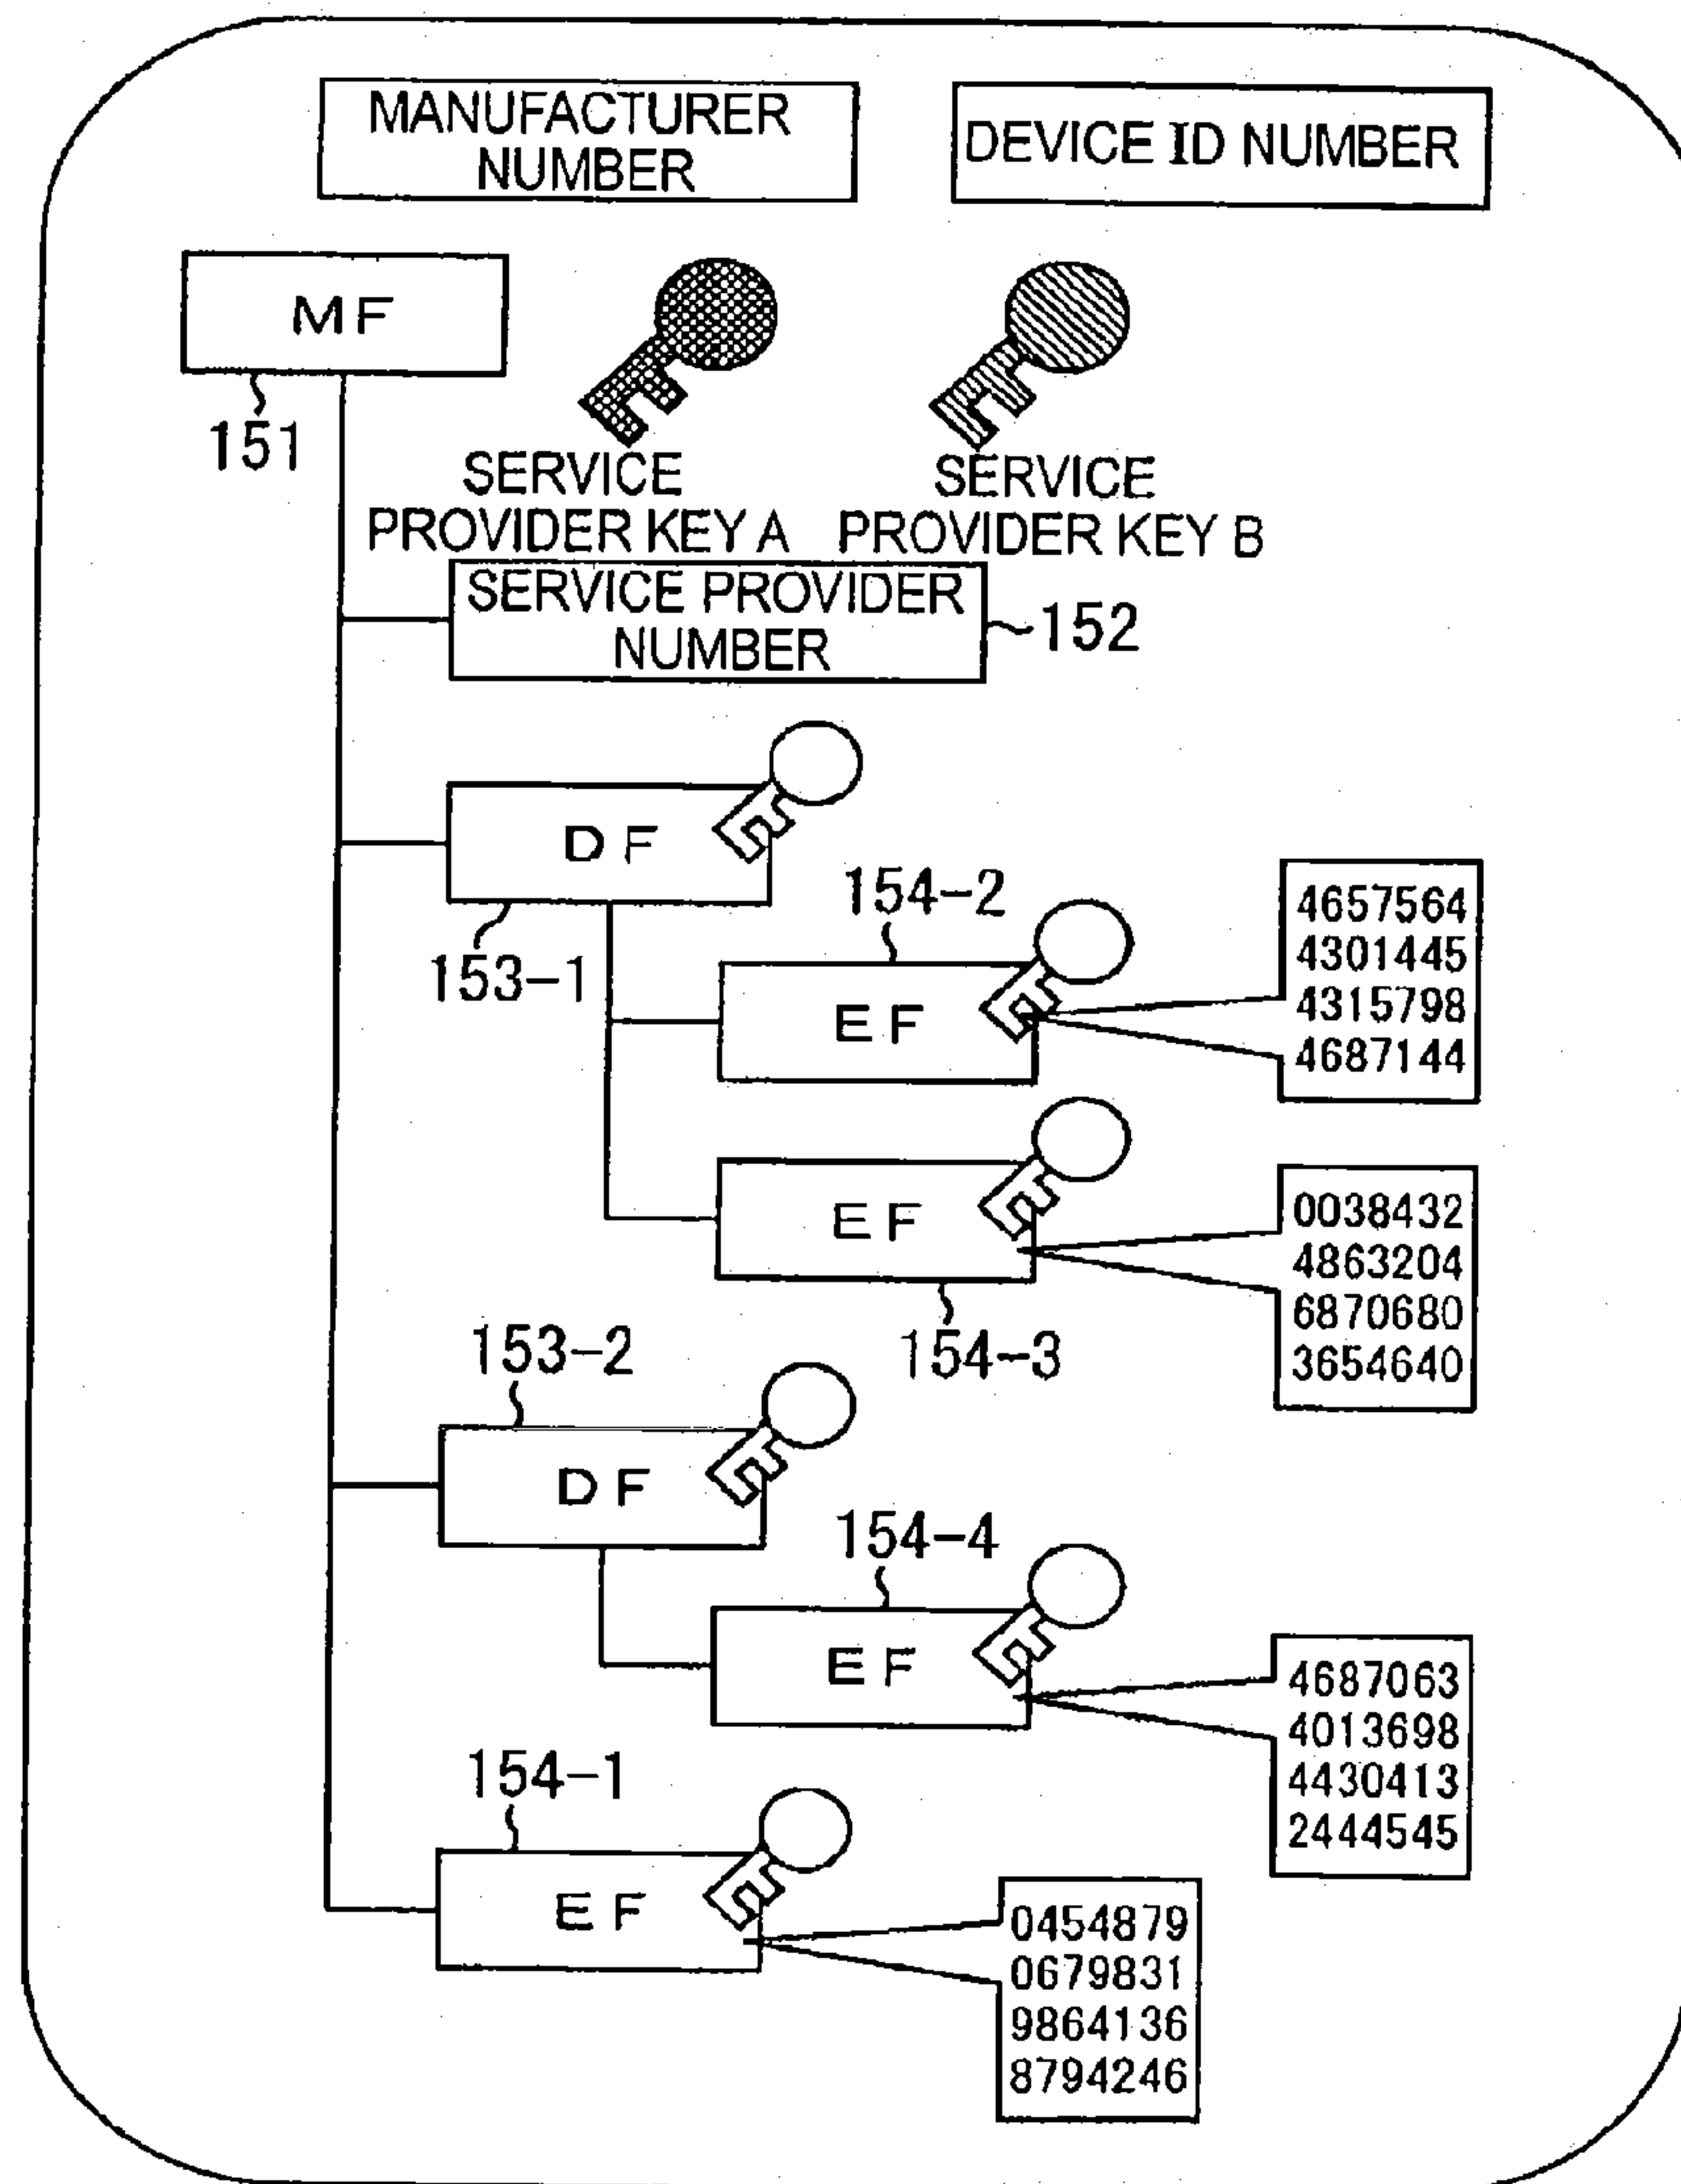 MANUFACTURER
NUMBER
DEVICE ID NUMBER
MF
151
SERVICE
PROVIDER KEY A
SERVICE
PROVIDER KEY B
SERVICE PROVIDER
NUMBER
152
DF
153-1
154-2
EF
4657564
4301445
4315798
4687144
EF
154-3
0038432
4863204
6870680
3654640
153-2
DF
154-4
EF
4687063
4013698
4430413
2444545
154-1
EF
0454879
0679831
9864136
8794246